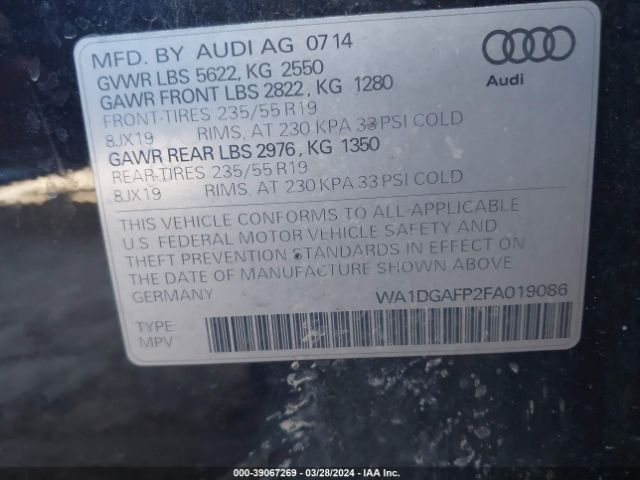 MFD. BY AUDI AG 07 14
GVWR LBS 5622, KG 2550
GAWR FRONT LBS 2822, KG 1280
FRONT-TIRES 235/55 R19
8JX19 RIMS, AT 230 KPA 33 PSI COLD
GAWR REAR LBS 2976, KG 1350
REAR-TIRES 235/55 R19
8JX19 RIMS, AT 230 KPA 33 PSI COLD
Audi
THIS VEHICLE CONFORMS TO ALL-APPLICABLE
U.S. FEDERAL MOTOR VEHICLE SAFETY AND
THEFT PREVENTION STANDARDS IN EFFECT ON
THE DATE OF MANUFACTURE SHOWN ABOVE
GERMANY WA1DGAFP2FA019086
TYPE
MPV
000-39067269 | 03/28/2024 - IAA Inc.